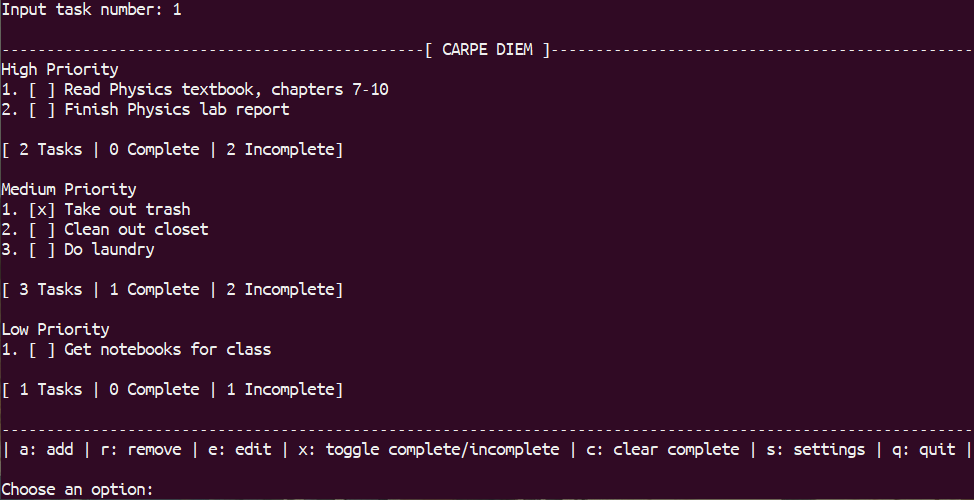 Input task number: 1
-----------------------------------------------[ CARPE DIEM ]-----------------------------------------------
High Priority
1. [ ] Read Physics textbook, chapters 7-10
2. [ ] Finish Physics lab report
[ 2 Tasks | 0 Complete | 2 Incomplete]
Medium Priority
1. [x] Take out trash
2. [ ] Clean out closet
3. [ ] Do laundry
[ 3 Tasks | 1 Complete | 2 Incomplete]
Low Priority
1. [ ] Get notebooks for class
[ 1 Tasks | 0 Complete | 1 Incomplete]
------------------------------------------------------------------------------------------------------------
| a: add | r: remove | e: edit | x: toggle complete/incomplete | c: clear complete | s: settings | q: quit |
Choose an option: